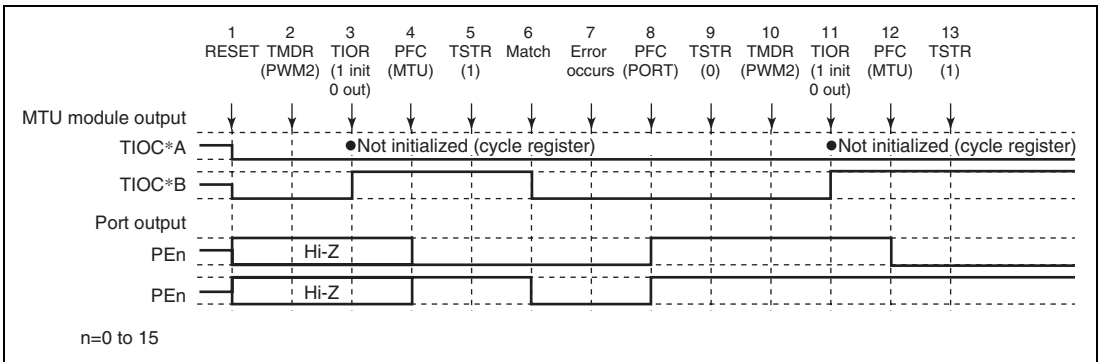 1 2 3 4 5 6 7 8 9 10 11 12 13
RESET TMDR TIOR PFC TSTR Match Error PFC TSTR TMDR TIOR PFC TSTR
(PWM2) (1 init (MTU) (1) occurs (PORT) (0) (PWM2) (1 init (MTU) (1)
0 out) 0 out)
MTU module output
TIOC*A ●Not initialized (cycle register) ●Not initialized (cycle register)
TIOC*B
Port output
PEn Hi-Z
PEn Hi-Z
n=0 to 15